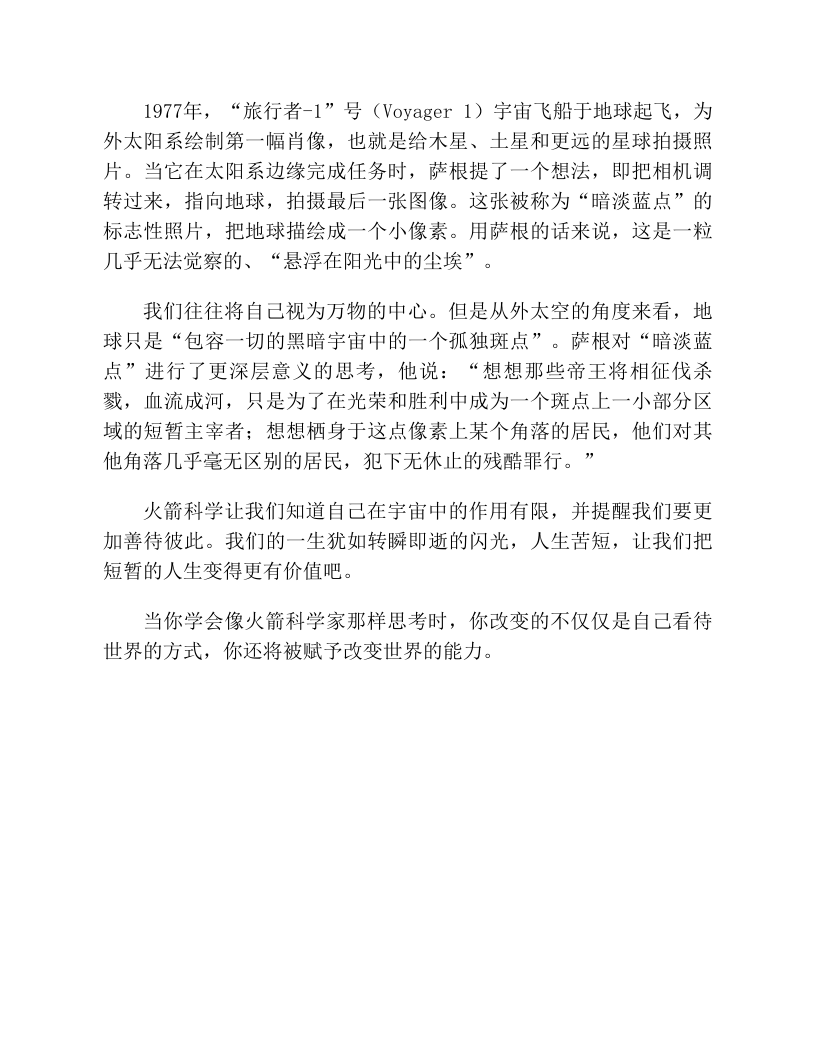 1977年，“旅行者-1”号（Voyager 1）宇宙飞船于地球起飞，为
外太阳系绘制第一幅肖像，也就是给木星、土星和更远的星球拍摄照
片。当它在太阳系边缘完成任务时，萨根提了一个想法，即把相机调
转过来，指向地球，拍摄最后一张图像。这张被称为“暗淡蓝点”的
标志性照片，把地球描绘成一个小像素。用萨根的话来说，这是一粒
几乎无法觉察的、“悬浮在阳光中的尘埃”。
我们往往将自己视为万物的中心。但是从外太空的角度来看，地
球只是“包容一切的黑暗宇宙中的一个孤独斑点”。萨根对“暗淡蓝
点”进行了更深层意义的思考，他说：“想想那些帝王将相征伐杀
戮，血流成河，只是为了在光荣和胜利中成为一个斑点上一小部分区
域的短暂主宰者；想想栖身于这点像素上某个角落的居民，他们对其
他角落几乎毫无区别的居民，犯下无休止的残酷罪行。”
火箭科学让我们知道自己在宇宙中的作用有限，并提醒我们要更
加善待彼此。我们的一生犹如转瞬即逝的闪光，人生苦短，让我们把
短暂的人生变得更有价值吧。
当你学会像火箭科学家那样思考时，你改变的不仅仅是自己看待
世界的方式，你还将被赋予改变世界的能力。